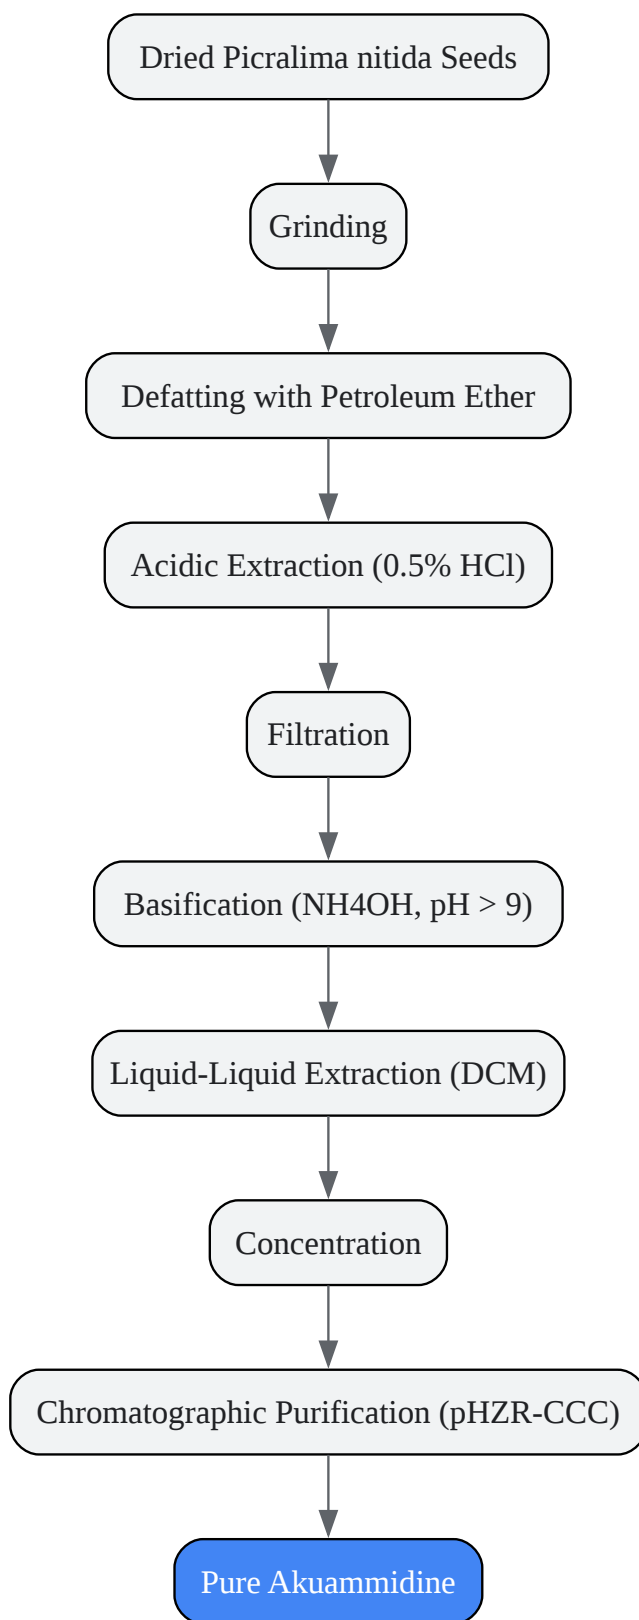 Dried Picralima nitida Seeds
Grinding
Defatting with Petroleum Ether
Acidic Extraction (0.5% HCl)
Filtration
Basification (NH4OH, pH > 9)
Liquid-Liquid Extraction (DCM)
Concentration
Chromatographic Purification (pHZR-CCC)
Pure Akuammidine